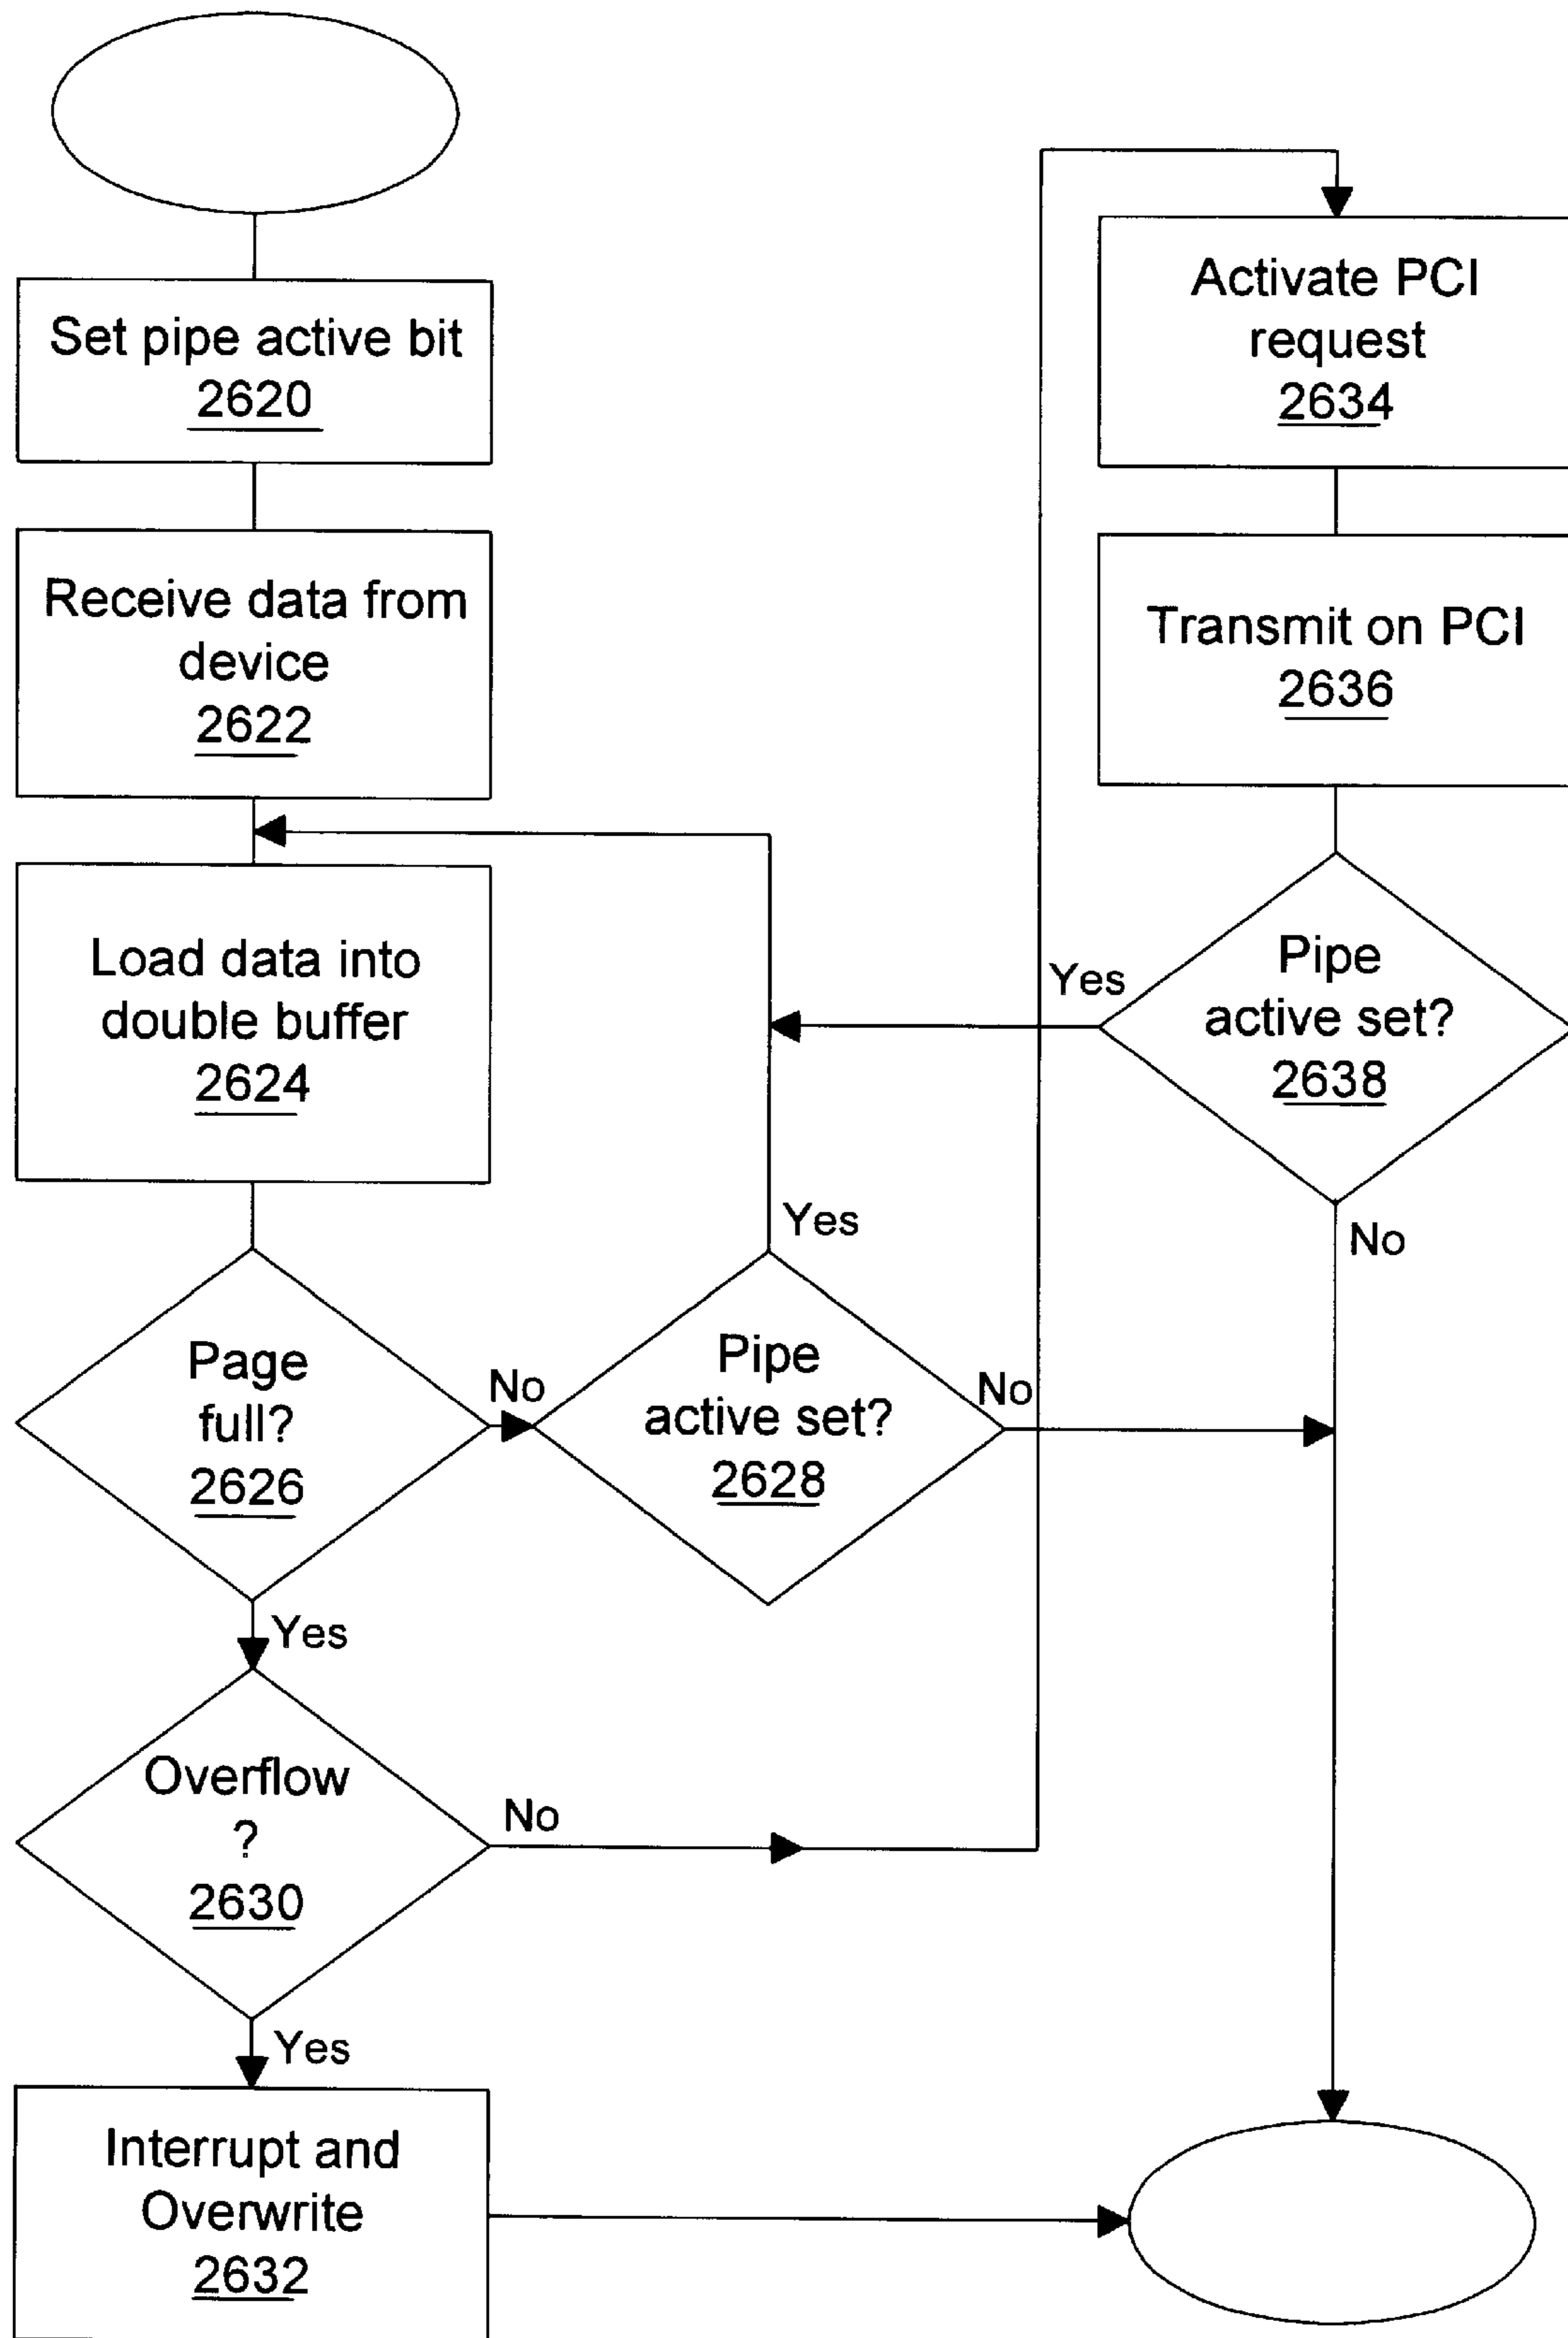 Set pipe active bit
2620
Receive data from
device
2622
Load data into
double buffer
2624
Page
full?
2626
No
Yes
Pipe
active set?
2628
Yes
No
Overflow
?
2630
No
Yes
Interrupt and
Overwrite
2632
Activate PCI
request
2634
Transmit on PCI
2636
Pipe
active set?
2638
Yes
No